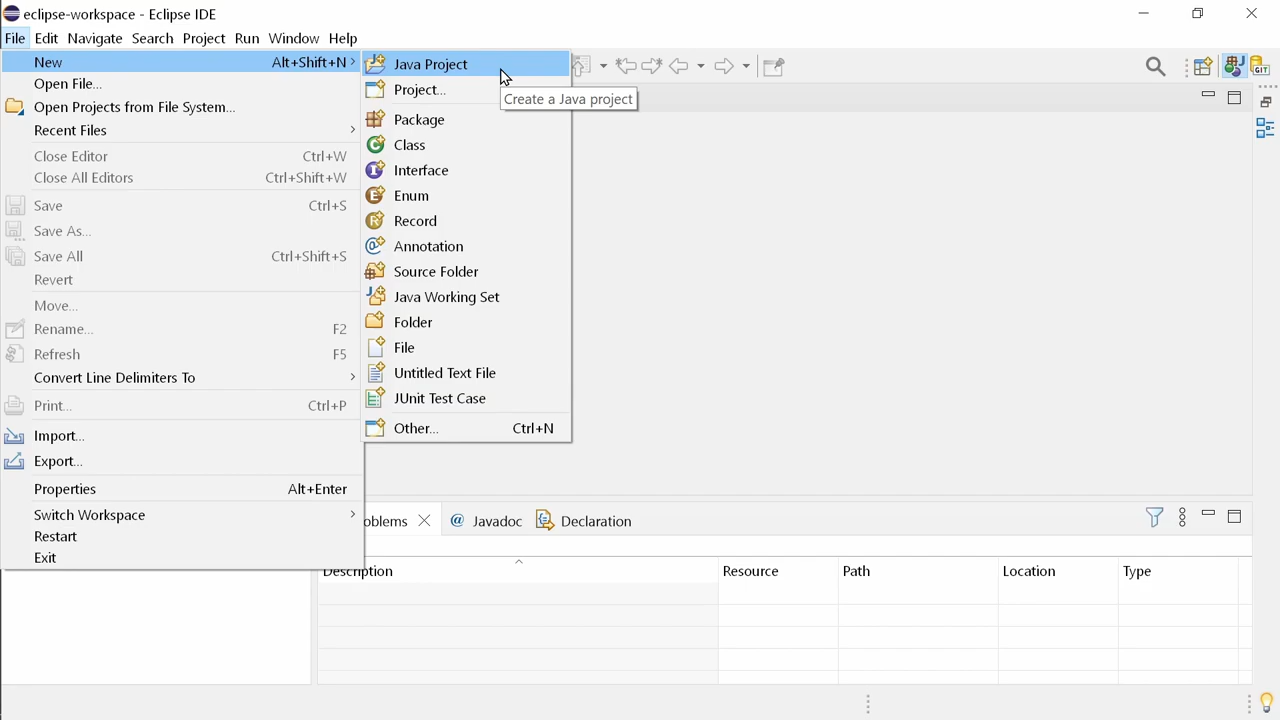 eclipse-workspace - Eclipse IDE
File Edit Navigate Search Project Run Window Help
New Alt+Shift+N
Open File...
Open Projects from File System...
Recent Files
Close Editor Ctrl+W
Close All Editors Ctrl+Shift+W
Save Ctrl+S
Save As...
Save All Ctrl+Shift+S
Revert
Move...
Rename... F2
Refresh F5
Convert Line Delimiters To
Print... Ctrl+P
Import...
Export...
Properties Alt+Enter
Switch Workspace
Restart
Exit
Java Project
Project...
Create a Java project
Package
Class
Interface
Enum
Record
Annotation
Source Folder
Java Working Set
Folder
File
Untitled Text File
JUnit Test Case
Other... Ctrl+N
oblems @ Javadoc Declaration
Description Resource Path Location Type